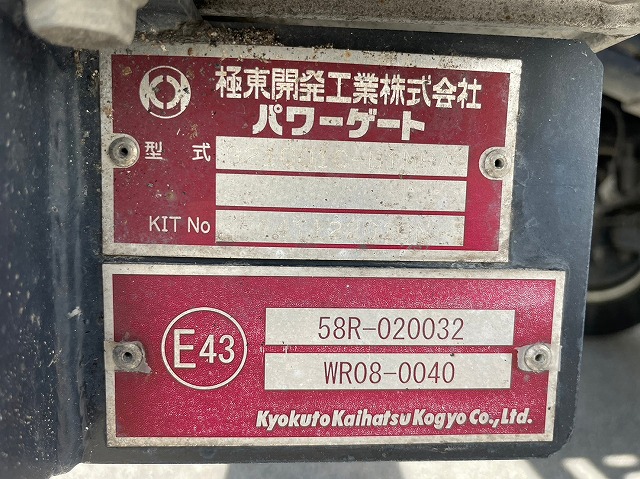 極東開発工業株式会社
パワーゲート
型式
KIT No
E43
58R-020032
WR08-0040
Kyokuto Kaihatsu Kogyo Co., Ltd.